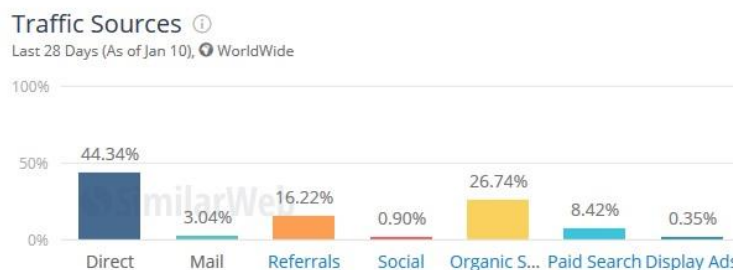 Traffic Sources
Last 28 Days (As of Jan 10), WorldWide
100%
50%
0%
44.34%
3.04%
16.22%
0.90%
26.74%
8.42%
0.35%
SimilarWeb
Direct Mail Referrals Social Organic S... Paid Search Display Ads